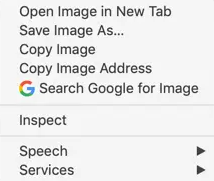 Open Image in New Tab
Save Image As...
Copy Image
Copy Image Address
Search Google for Image
Inspect
Speech
Services